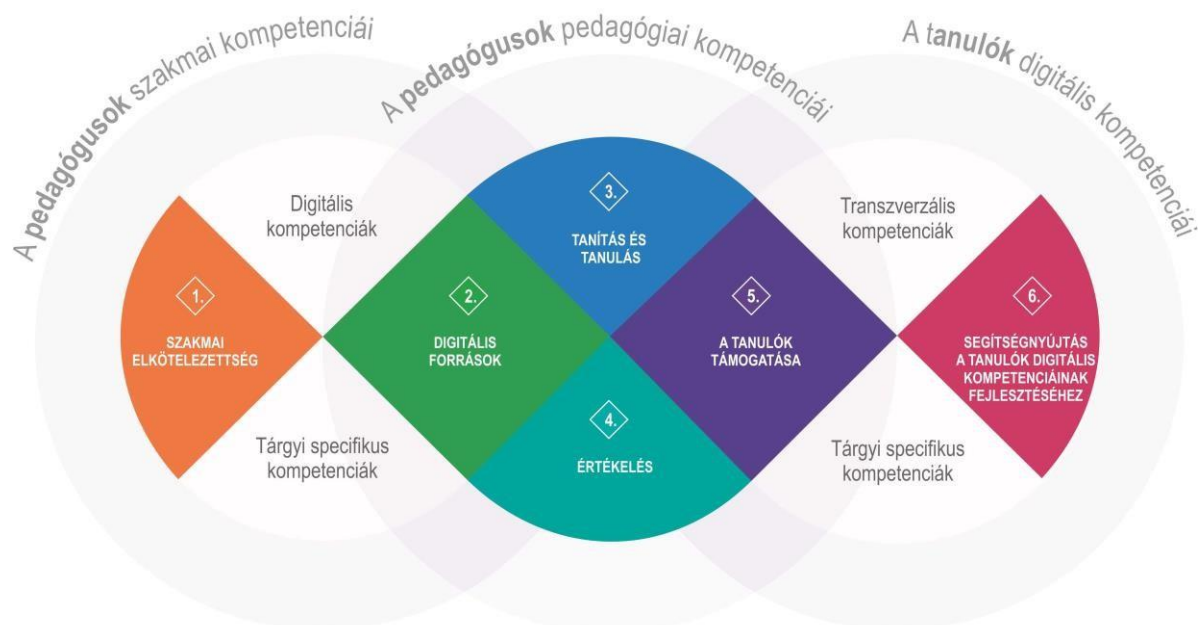 A pedagógusok szakmai kompetenciái
A pedagógusok pedagógiai kompetenciái
A tanulók digitális kompetenciái
Digitális
kompetenciák
1.
SZAKMAI
ELKÖTELEZETTSÉG
Tárgyi specifikus
kompetenciák
2.
DIGITÁLIS
FORRÁSOK
3.
TANÍTÁS ÉS
TANULÁS
4.
ÉRTÉKELÉS
5.
A TANULÓK
TÁMOGATÁSA
Transzverzális
kompetenciák
6.
SEGÍTSÉGNYÚJTÁS
A TANULÓK DIGITÁLIS
KOMPETENCIÁINAK
FEJLESZTÉSÉHEZ
Tárgyi specifikus
kompetenciák